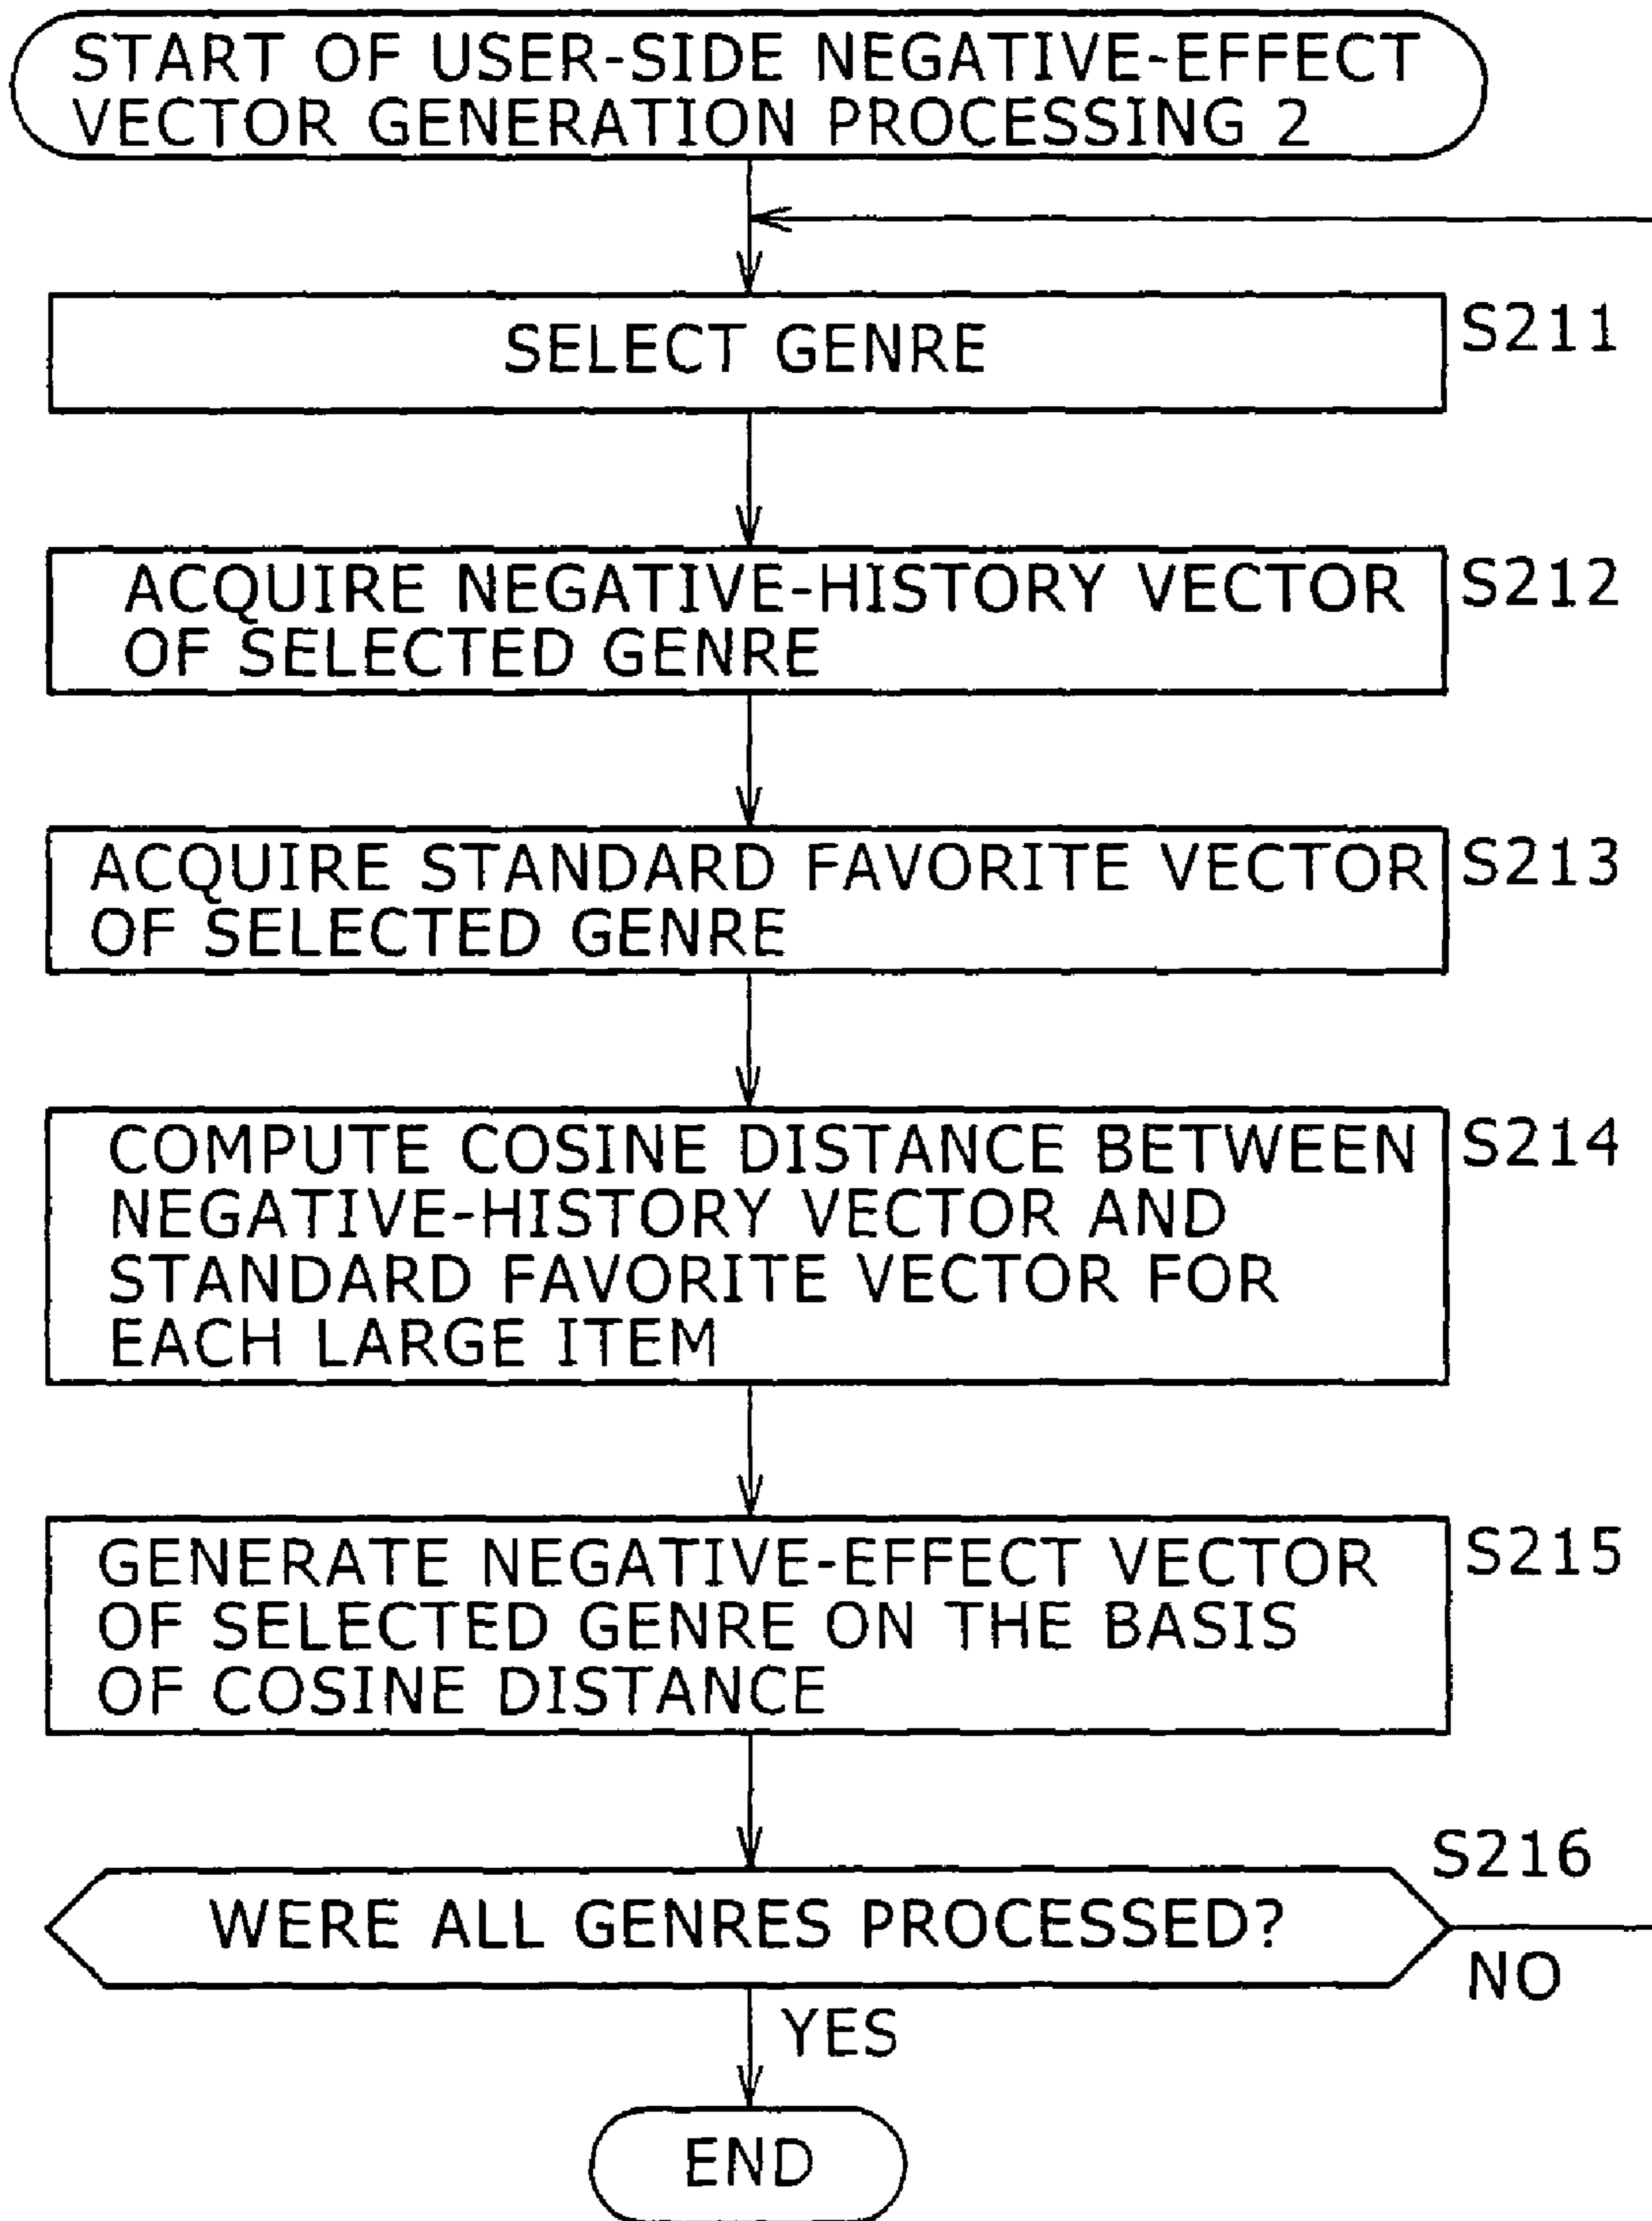 START OF USER-SIDE NEGATIVE-EFFECT
VECTOR GENERATION PROCESSING 2
SELECT GENRE
S211
ACQUIRE NEGATIVE-HISTORY VECTOR
OF SELECTED GENRE
S212
ACQUIRE STANDARD FAVORITE VECTOR
OF SELECTED GENRE
S213
COMPUTE COSINE DISTANCE BETWEEN
NEGATIVE-HISTORY VECTOR AND
STANDARD FAVORITE VECTOR FOR
EACH LARGE ITEM
S214
GENERATE NEGATIVE-EFFECT VECTOR
OF SELECTED GENRE ON THE BASIS
OF COSINE DISTANCE
S215
S216
WERE ALL GENRES PROCESSED?
NO
YES
END